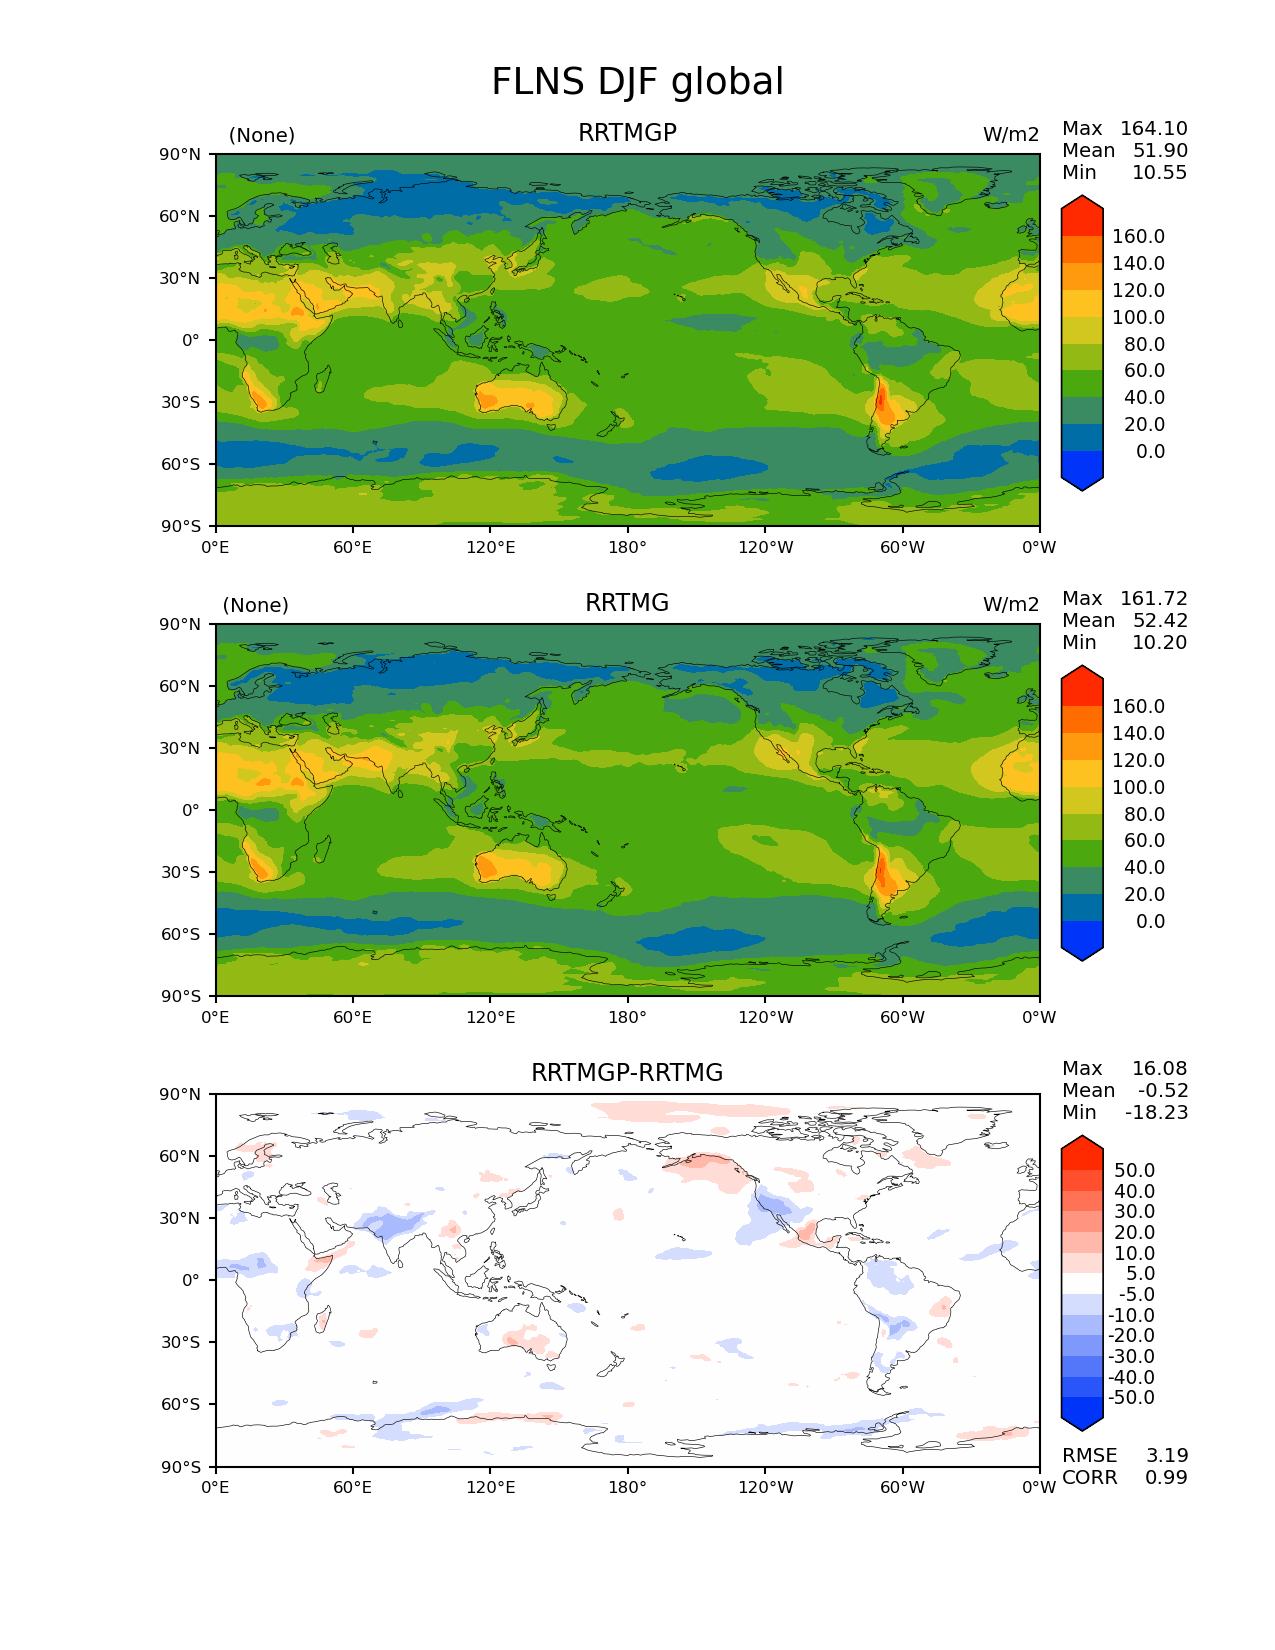 FLNS DJF global
(None) RRTMGP W/m2
Max 164.10
Mean 51.90
Min 10.55
90°N
60°N
30°N
0°
30°S
60°S
90°S
0°E 60°E 120°E 180° 120°W 60°W 0°W
160.0
140.0
120.0
100.0
80.0
60.0
40.0
20.0
0.0
(None) RRTMG W/m2
Max 161.72
Mean 52.42
Min 10.20
90°N
60°N
30°N
0°
30°S
60°S
90°S
0°E 60°E 120°E 180° 120°W 60°W 0°W
160.0
140.0
120.0
100.0
80.0
60.0
40.0
20.0
0.0
RRTMGP-RRTMG
Max 16.08
Mean -0.52
Min -18.23
90°N
60°N
30°N
0°
30°S
60°S
90°S
0°E 60°E 120°E 180° 120°W 60°W 0°W
50.0
40.0
30.0
20.0
10.0
5.0
-5.0
-10.0
-20.0
-30.0
-40.0
-50.0
RMSE 3.19
CORR 0.99